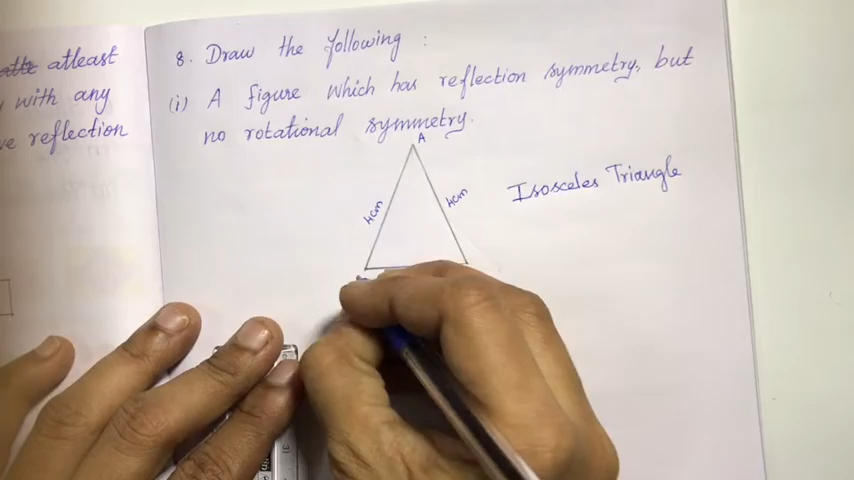 atleast
with any
reflection
8. Draw the following :
(i) A figure which has reflection symmetry, but
no rotational symmetry.
A
4cm
4cm
Isosceles Triangle